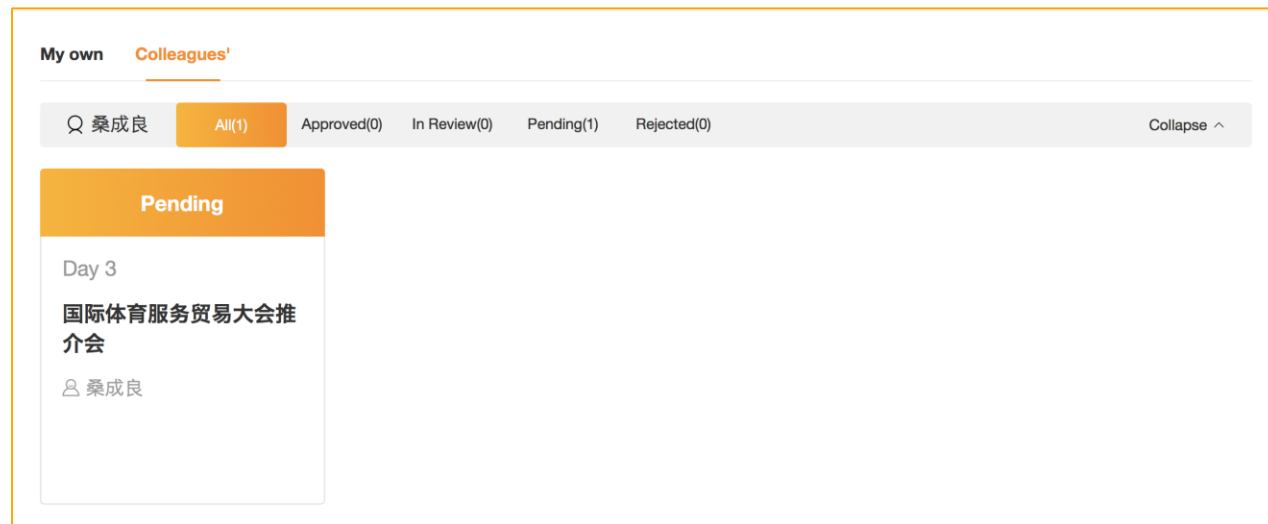 My own Colleagues'
桑成良 All(1) Approved(0) In Review(0) Pending(1) Rejected(0) Collapse
Pending
Day 3
国际体育服务贸易大会推
介会
桑成良